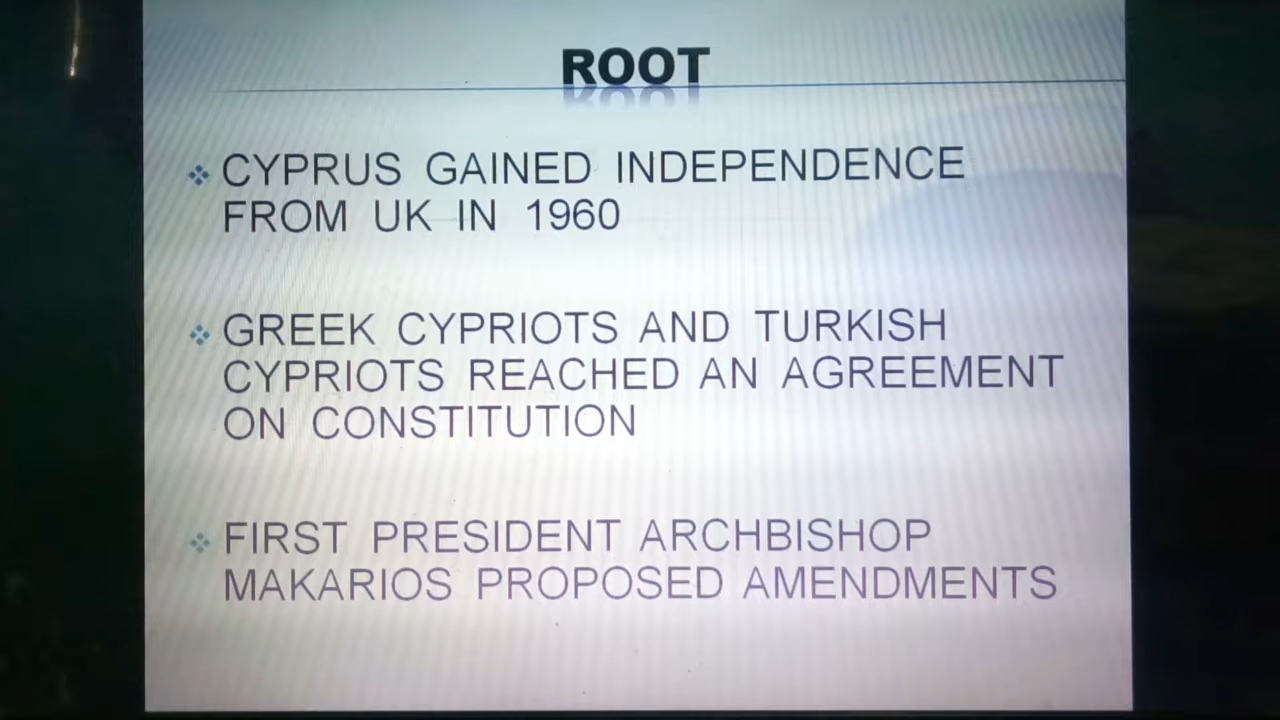 ROOT
CYPRUS GAINED INDEPENDENCE
FROM UK IN 1960
GREEK CYPRIOTS AND TURKISH
CYPRIOTS REACHED AN AGREEMENT
ON CONSTITUTION
FIRST PRESIDENT ARCHBISHOP
MAKARIOS PROPOSED AMENDMENTS